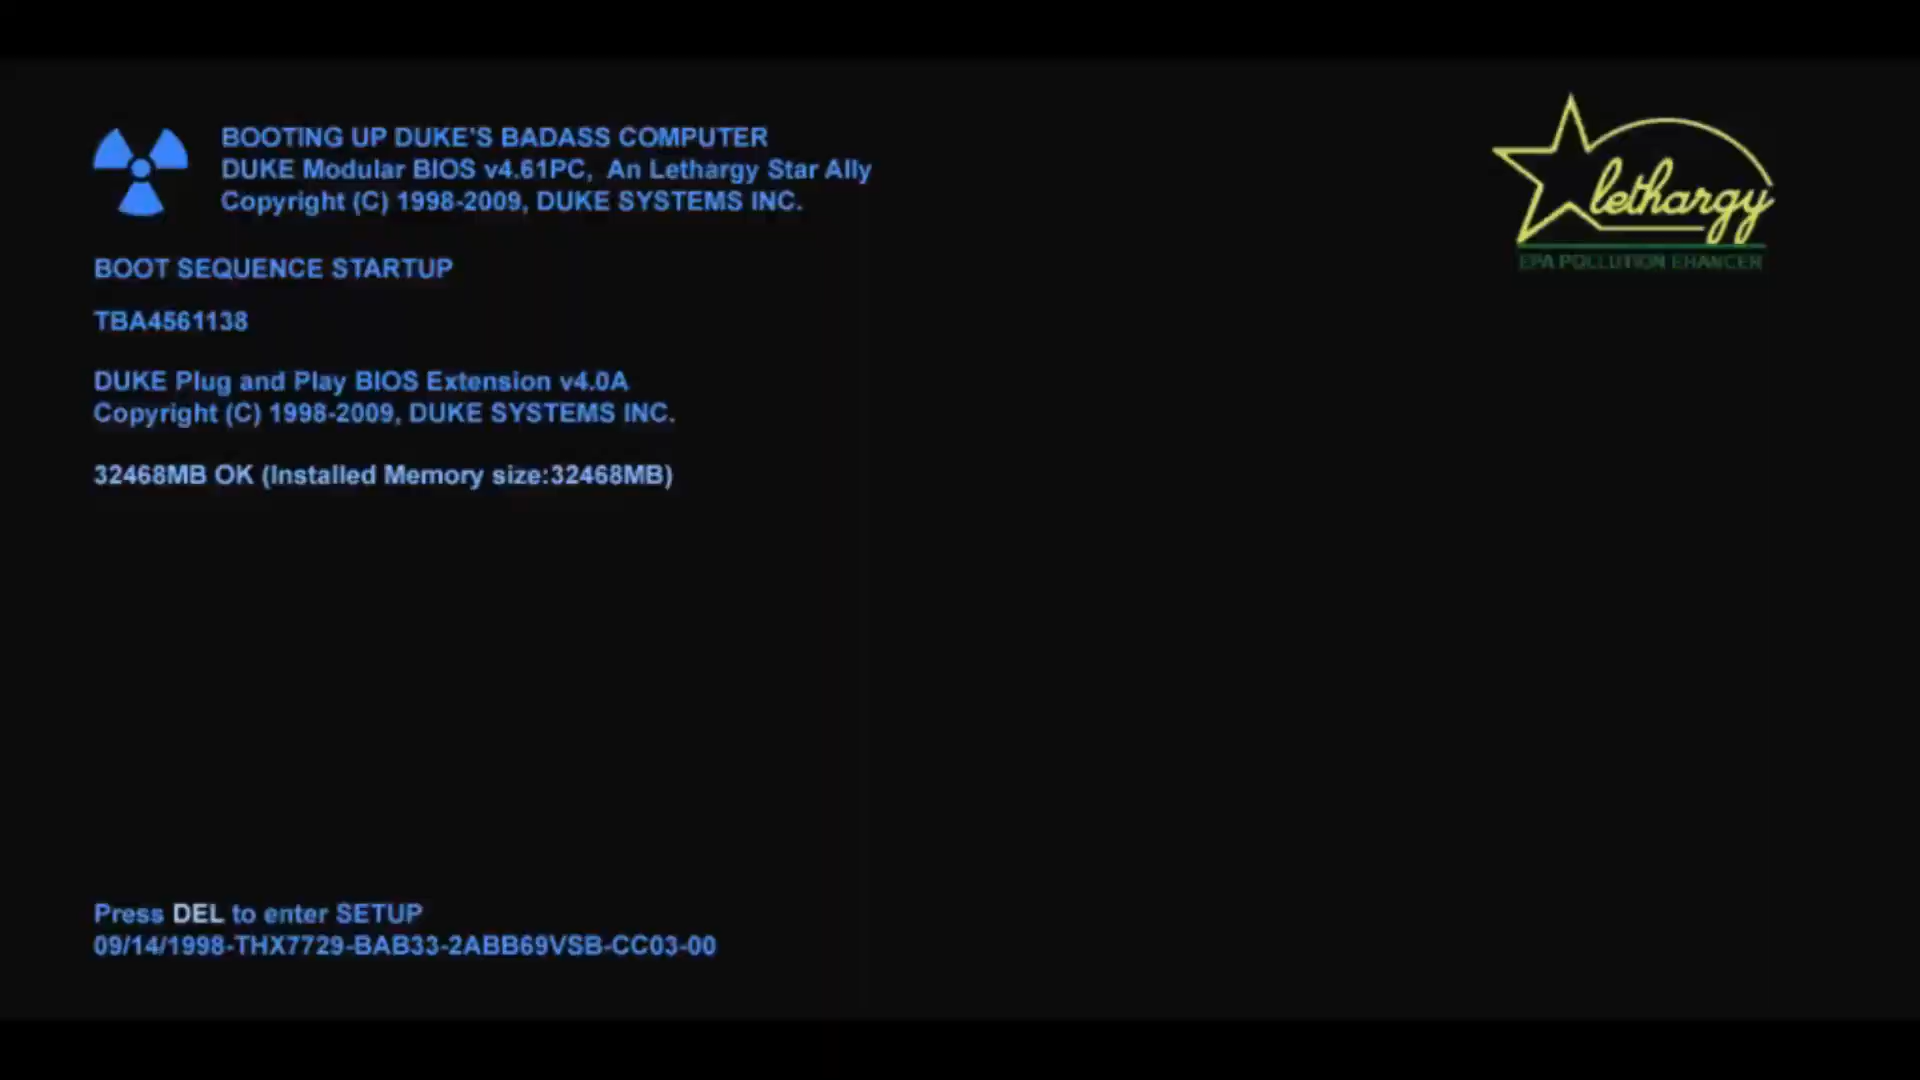 BOOTING UP DUKE'S BADASS COMPUTER
DUKE Modular BIOS v4.61PC, An Lethargy Star Ally
Copyright (C) 1998-2009, DUKE SYSTEMS INC.
lethargy
EPA POLLUTION EHANCER
BOOT SEQUENCE STARTUP
TBA4561138
DUKE Plug and Play BIOS Extension v4.0A
Copyright (C) 1998-2009, DUKE SYSTEMS INC.
32468MB OK (Installed Memory size:32468MB)
Press DEL to enter SETUP
09/14/1998-THX7729-BAB33-2ABB69VSB-CC03-00